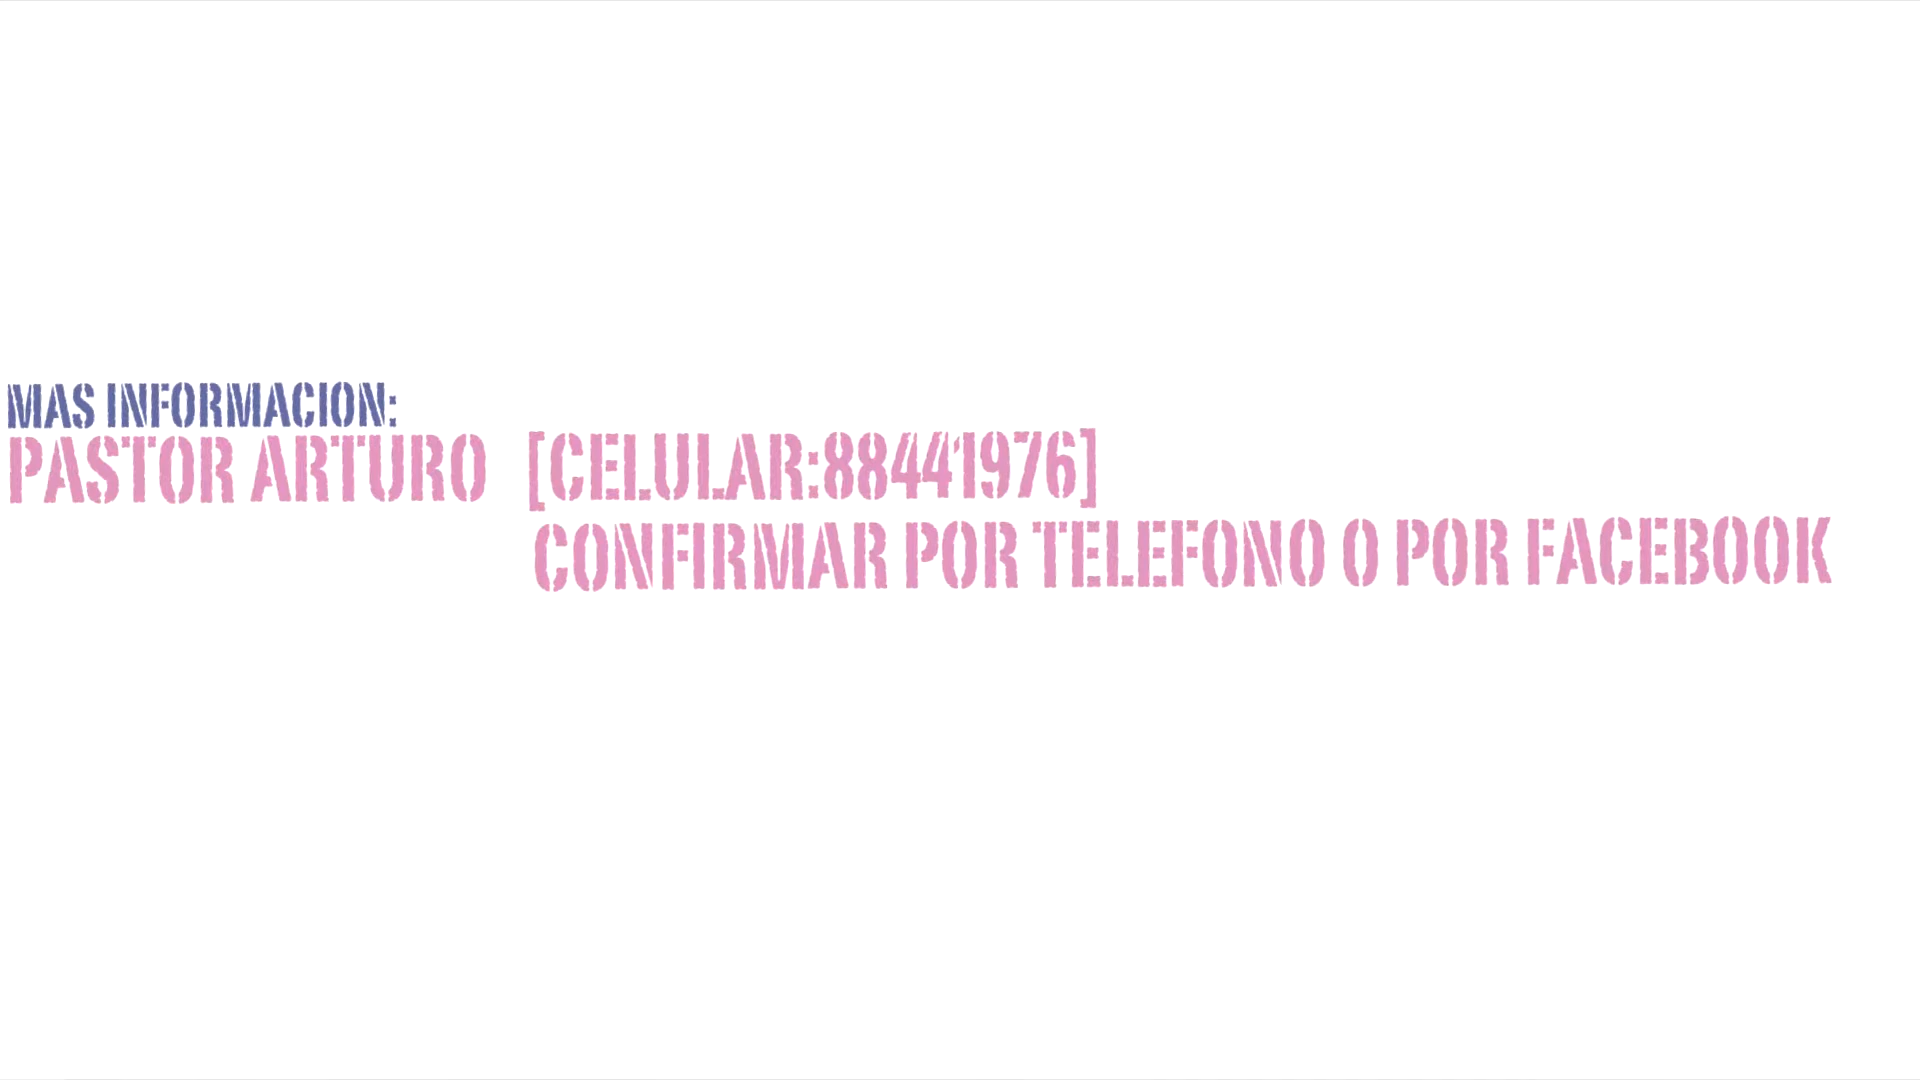 MAS INFORMACION:
PASTOR ARTURO [CELULAR:88441976]
CONFIRMAR POR TELEFONO O POR FACEBOOK